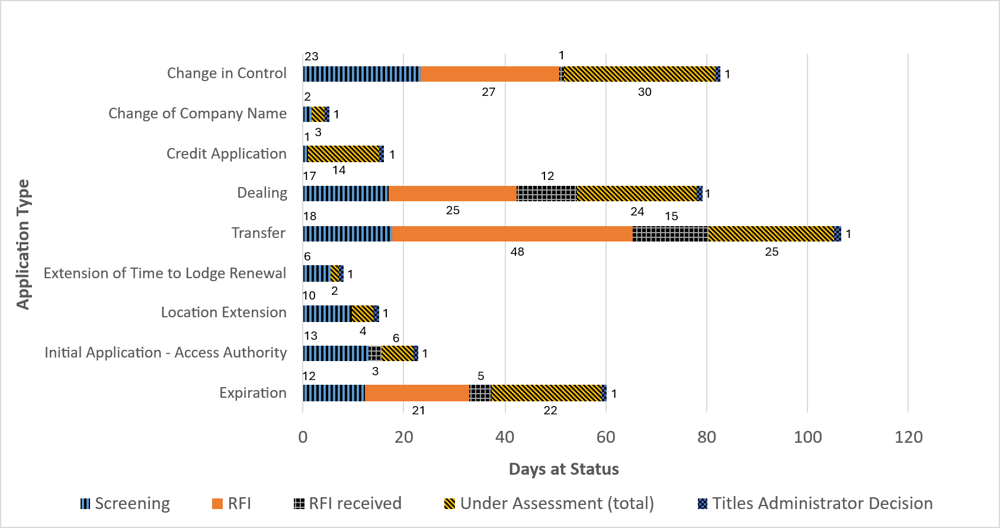 23 1
Change in Control 1
27 30
2
Change of Company Name 1
1 3
Credit Application 1
14
17 12
Dealing 1
25 24
18 15
Transfer 1
48 25
6
Extension of Time to Lodge Renewal 1
2
10
Location Extension 1
4
13 6
Initial Application - Access Authority 1
3
12 5
Expiration 1
21 22
Application Type
0 20 40 60 80 100 120
Days at Status
Screening RFI RFI received Under Assessment (total) Titles Administrator Decision